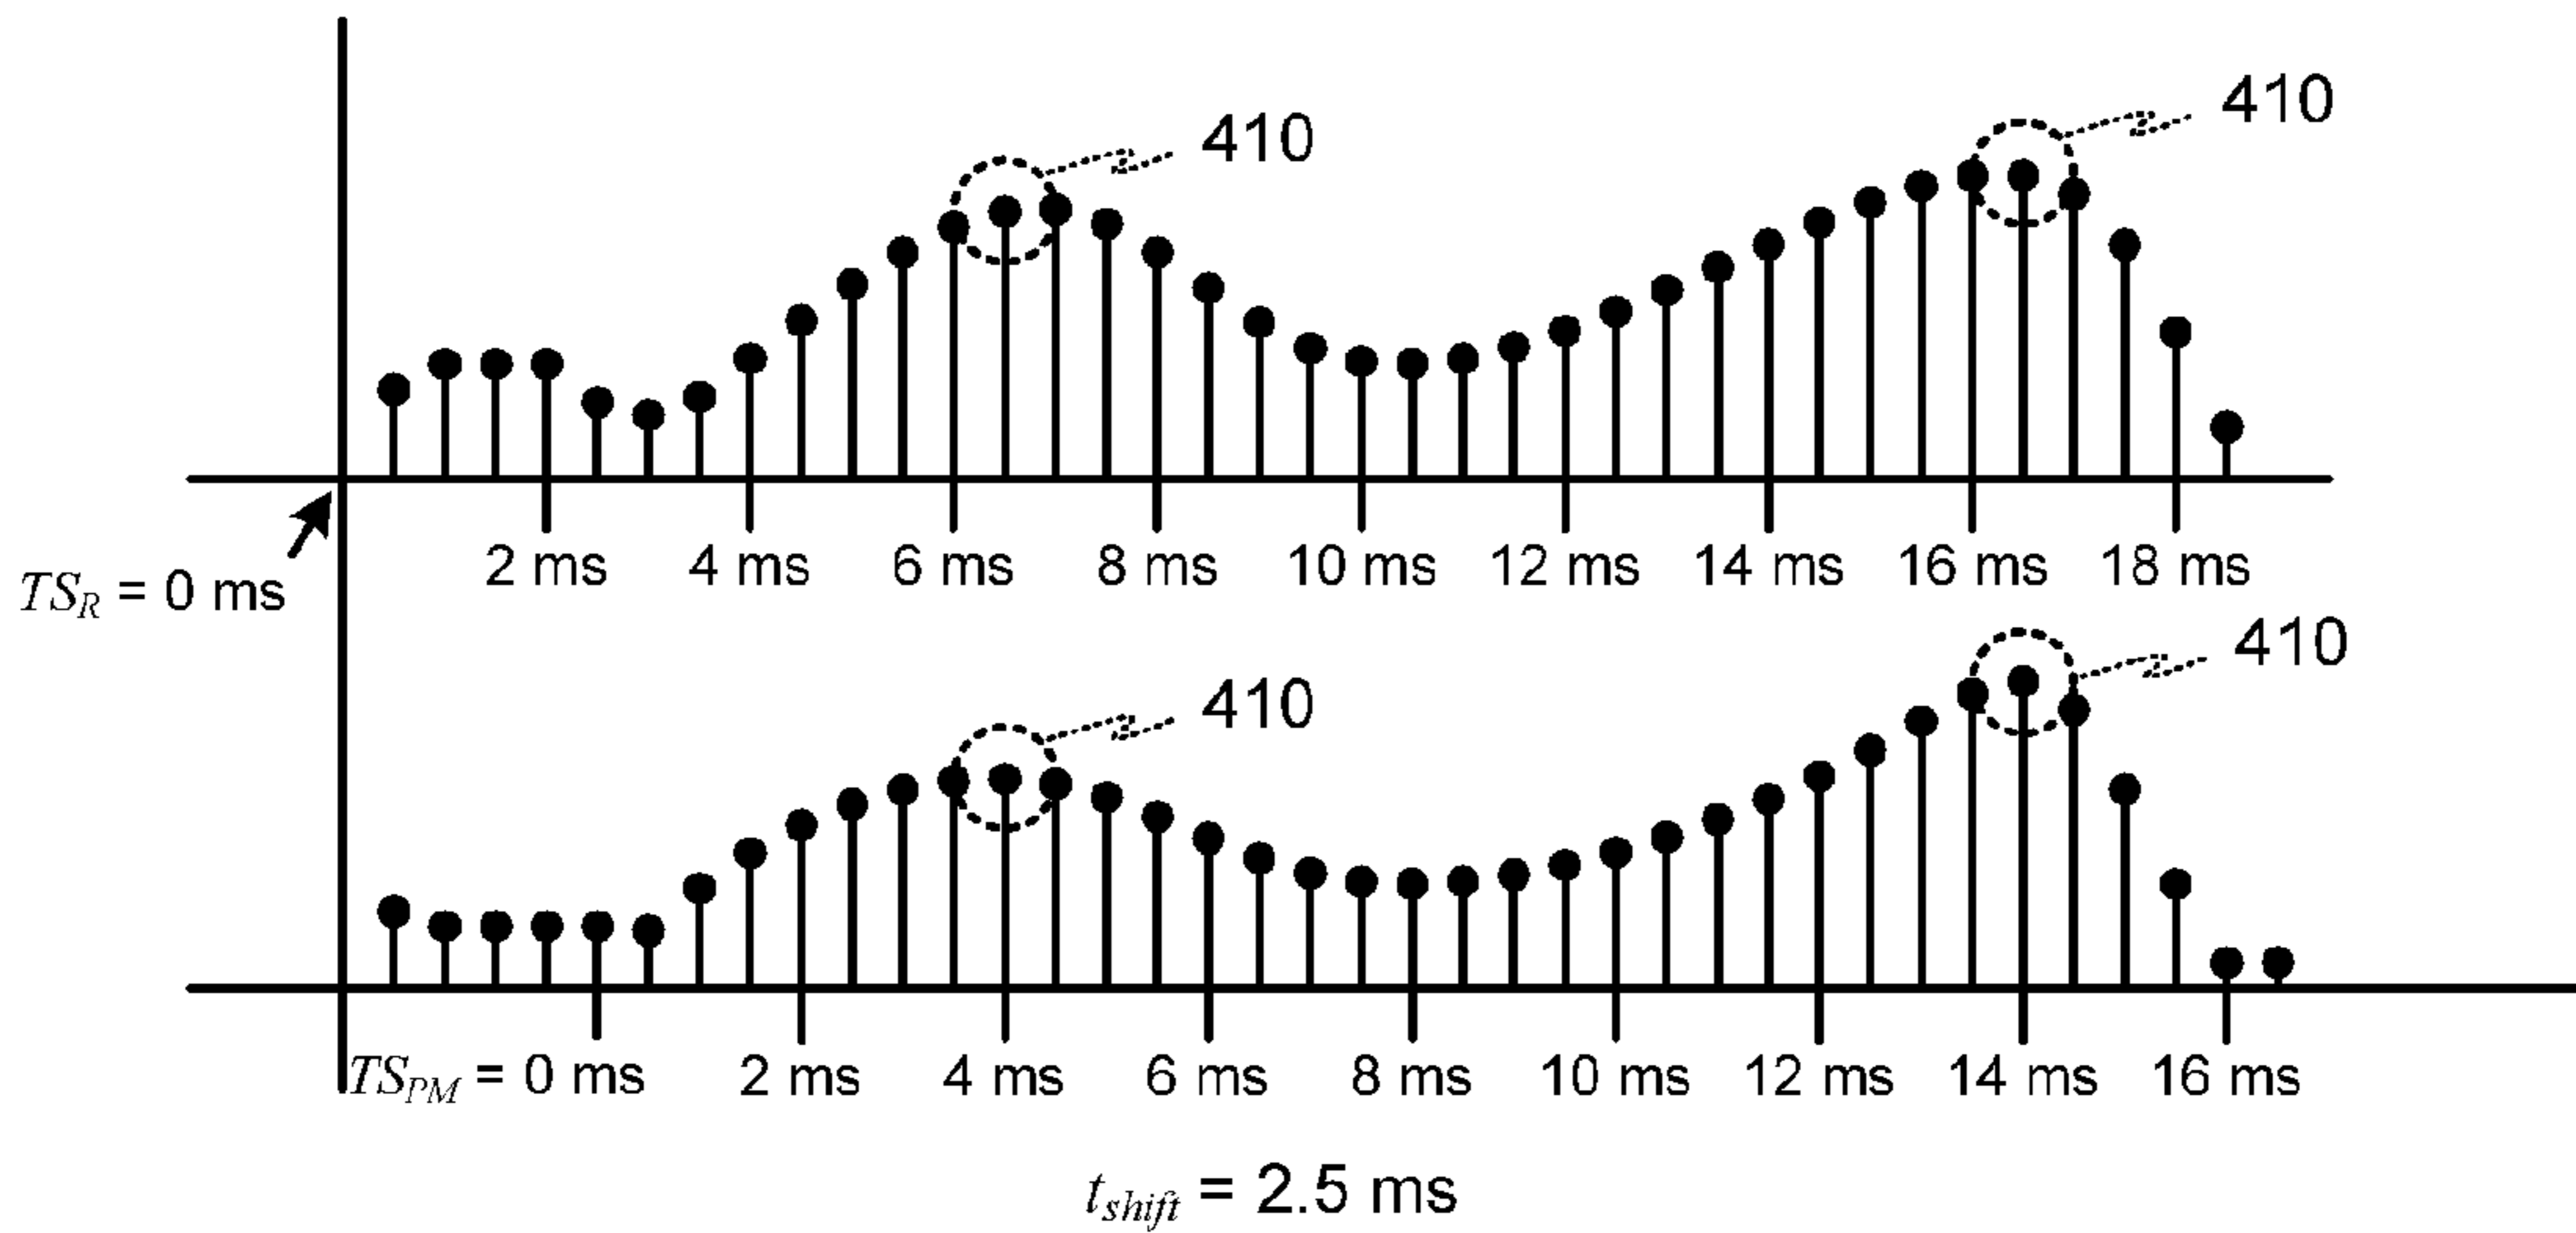 410
410
2 ms 4 ms 6 ms 8 ms 10 ms 12 ms 14 ms 16 ms 18 ms
TS_R = 0 ms
410
410
TS_PM = 0 ms 2 ms 4 ms 6 ms 8 ms 10 ms 12 ms 14 ms 16 ms
t_shift = 2.5 ms